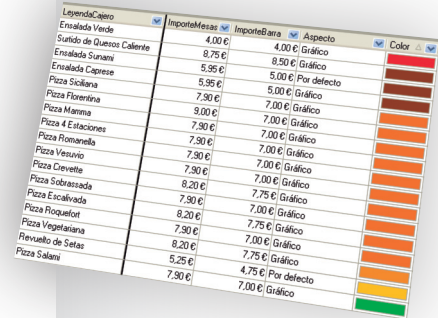 LeyendaCajero ImporteMesas ImporteBarra Aspecto Color
Ensalada Verde 4,00 € 4,00 € Gráfico
Surtido de Quesos Caliente 8,75 € 8,50 € Gráfico
Ensalada Sunami 5,95 € 5,00 € Por defecto
Ensalada Caprese 5,95 € 5,00 € Gráfico
Pizza Siciliana 7,90 € 7,00 € Gráfico
Pizza Florentina 9,00 € 7,00 € Gráfico
Pizza Mamma 7,90 € 7,00 € Gráfico
Pizza 4 Estaciones 7,90 € 7,00 € Gráfico
Pizza Romanella 7,90 € 7,00 € Gráfico
Pizza Vesuvio 7,90 € 7,00 € Gráfico
Pizza Crevette 8,20 € 7,75 € Gráfico
Pizza Sobrassada 7,90 € 7,00 € Gráfico
Pizza Escalivada 8,20 € 7,75 € Gráfico
Pizza Roquefort 7,90 € 7,00 € Gráfico
Pizza Vegetariana 8,20 € 7,75 € Gráfico
Revuelto de Setas 5,25 € 4,75 € Por defecto
Pizza Salami 7,90 € 7,00 € Gráfico